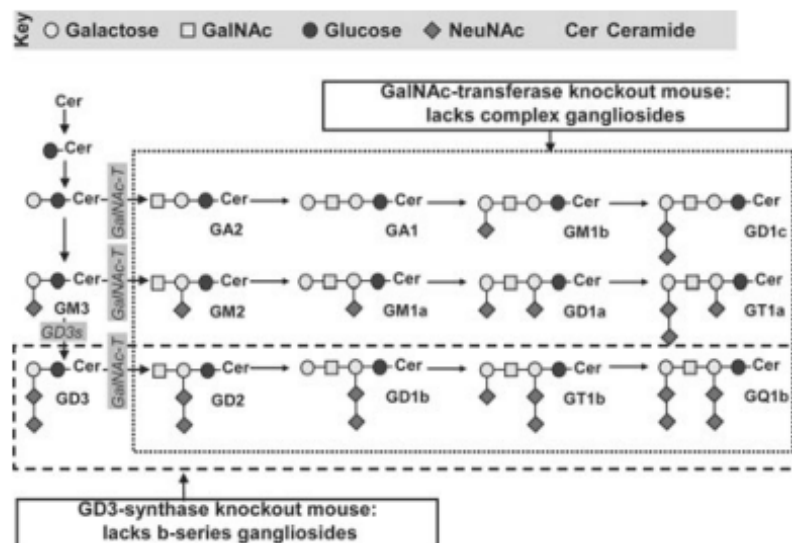 Key
Galactose GalNAc Glucose NeuNAc Cer Ceramide
GalNAc-transferase knockout mouse:
lacks complex gangliosides
Cer
Cer
Cer GalNAc-T Cer Cer Cer Cer
GA2 GA1 GM1b GD1c
Cer GalNAc-T Cer Cer Cer Cer
GM3 GM2 GM1a GD1a GT1a
GD3s
Cer GalNAc-T Cer Cer Cer Cer
GD3 GD2 GD1b GT1b GQ1b
GD3-synthase knockout mouse:
lacks b-series gangliosides